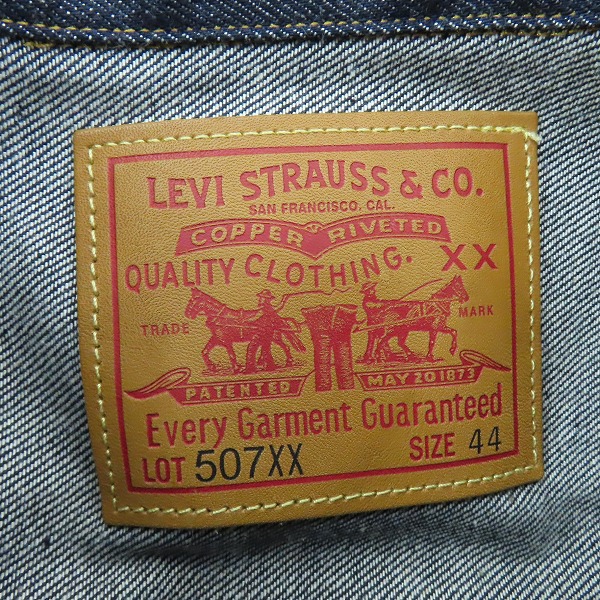 LEVI STRAUSS & CO.
SAN FRANCISCO, CAL.
COPPER RIVETED
QUALITY CLOTHING. XX
TRADE MARK
PATENTED MAY 20 1873
Every Garment Guaranteed
LOT 507XX SIZE 44